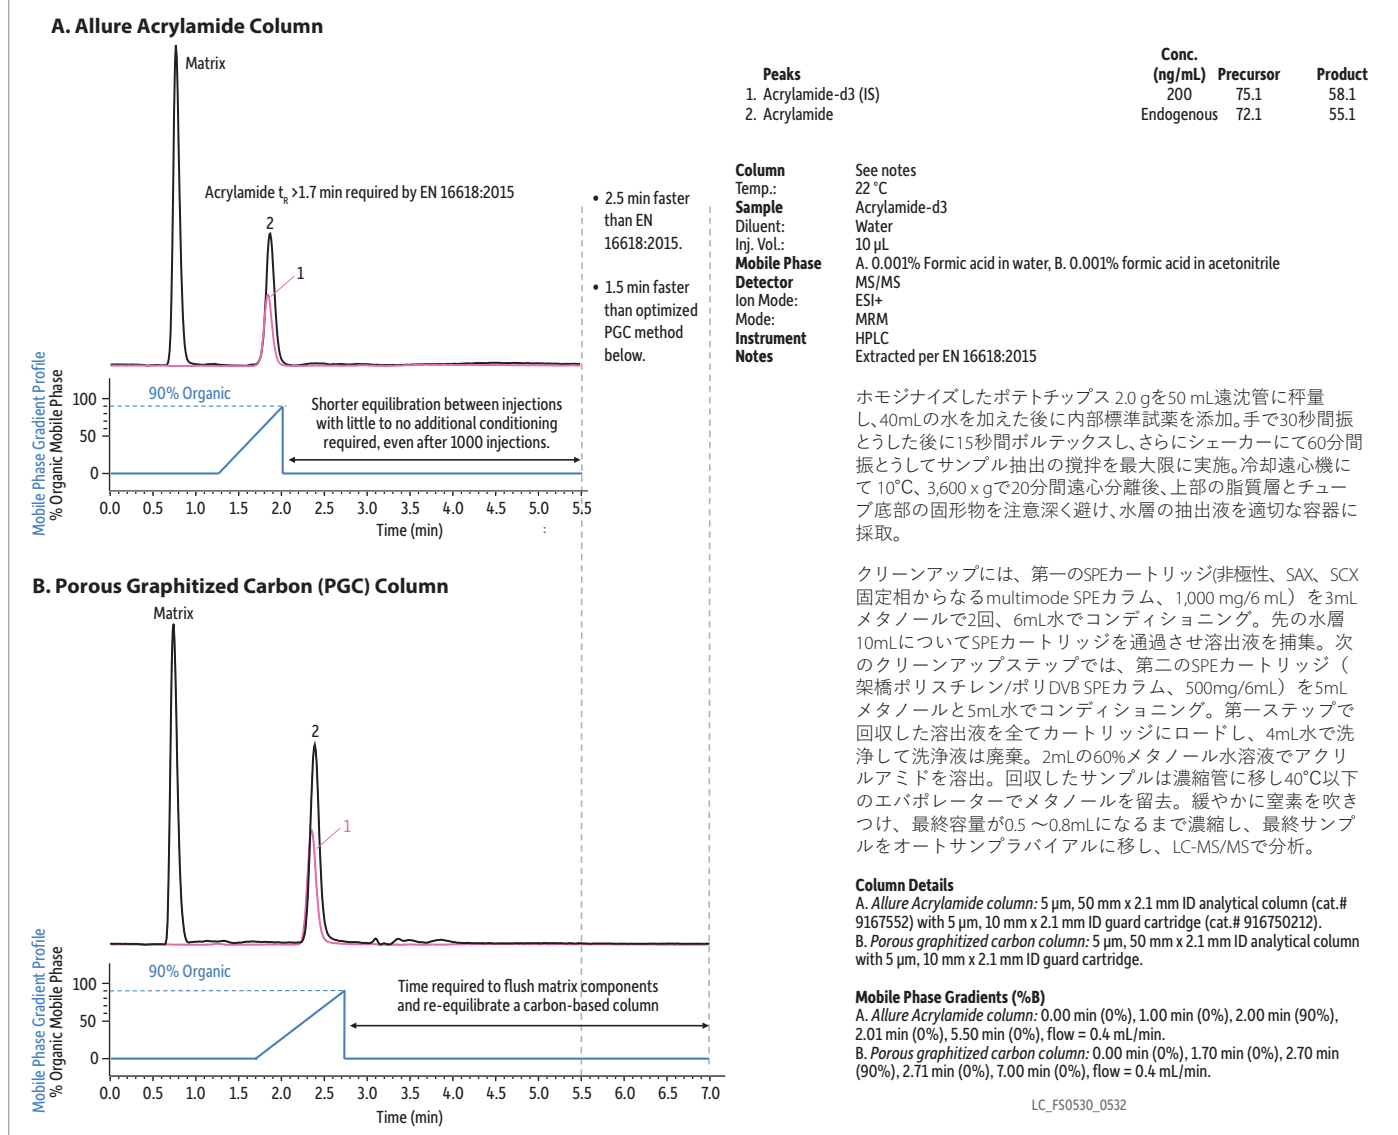 A. Allure Acrylamide Column
Matrix
Acrylamide tR >1.7 min required by EN 16618:2015
2
1
• 2.5 min faster
than EN
16618:2015.
• 1.5 min faster
than optimized
PGC method
below.
Mobile Phase Gradient Profile
% Organic Mobile Phase
100
50
0
90% Organic
Shorter equilibration between injections
with little to no additional conditioning
required, even after 1000 injections.
0.0 0.5 1.0 1.5 2.0 2.5 3.0 3.5 4.0 4.5 5.0 5.5
Time (min)
:
B. Porous Graphitized Carbon (PGC) Column
Matrix
2
1
Mobile Phase Gradient Profile
% Organic Mobile Phase
100
50
0
90% Organic
Time required to flush matrix components
and re-equilibrate a carbon-based column
0.0 0.5 1.0 1.5 2.0 2.5 3.0 3.5 4.0 4.5 5.0 5.5 6.0 6.5 7.0
Time (min)
Conc.
Peaks (ng/mL) Precursor Product
1. Acrylamide-d3 (IS) 200 75.1 58.1
2. Acrylamide Endogenous 72.1 55.1
Column See notes
Temp.: 22 °C
Sample Acrylamide-d3
Diluent: Water
Inj. Vol.: 10 µL
Mobile Phase A. 0.001% Formic acid in water, B. 0.001% formic acid in acetonitrile
Detector MS/MS
Ion Mode: ESI+
Mode: MRM
Instrument HPLC
Notes Extracted per EN 16618:2015
ホモジナイズしたポテトチップス 2.0 gを50 mL遠沈管に秤量
し、40mLの水を加えた後に内部標準試薬を添加。手で30秒間振
とうした後に15秒間ボルテックスし、さらにシェーカーにて60分間
振とうしてサンプル抽出の撹拌を最大限に実施。冷却遠心機に
て 10°C、3,600 x gで20分間遠心分離後、上部の脂質層とチュー
ブ底部の固形物を注意深く避け、水層の抽出液を適切な容器に
採取。
クリーンアップには、第一のSPEカートリッジ(非極性、SAX、SCX
固定相からなるmultimode SPEカラム、1,000 mg/6 mL）を3mL
メタノールで2回、6mL水でコンディショニング。先の水層
10mLについてSPEカートリッジを通過させ溶出液を捕集。次
のクリーンアップステップでは、第二のSPEカートリッジ（
架橋ポリスチレン/ポリDVB SPEカラム、500mg/6mL）を5mL
メタノールと5mL水でコンディショニング。第一ステップで
回収した溶出液を全てカートリッジにロードし、4mL水で洗
浄して洗浄液は廃棄。2mLの60%メタノール水溶液でアクリ
ルアミドを溶出。回収したサンプルは濃縮管に移し40°C以下
のエバポレーターでメタノールを留去。緩やかに窒素を吹き
つけ、最終容量が0.5 ～0.8mLになるまで濃縮し、最終サンプ
ルをオートサンプラバイアルに移し、LC-MS/MSで分析。
Column Details
A. Allure Acrylamide column: 5 µm, 50 mm x 2.1 mm ID analytical column (cat.#
9167552) with 5 µm, 10 mm x 2.1 mm ID guard cartridge (cat.# 916750212).
B. Porous graphitized carbon column: 5 µm, 50 mm x 2.1 mm ID analytical column
with 5 µm, 10 mm x 2.1 mm ID guard cartridge.
Mobile Phase Gradients (%B)
A. Allure Acrylamide column: 0.00 min (0%), 1.00 min (0%), 2.00 min (90%),
2.01 min (0%), 5.50 min (0%), flow = 0.4 mL/min.
B. Porous graphitized carbon column: 0.00 min (0%), 1.70 min (0%), 2.70 min
(90%), 2.71 min (0%), 7.00 min (0%), flow = 0.4 mL/min.
LC_FS0530_0532